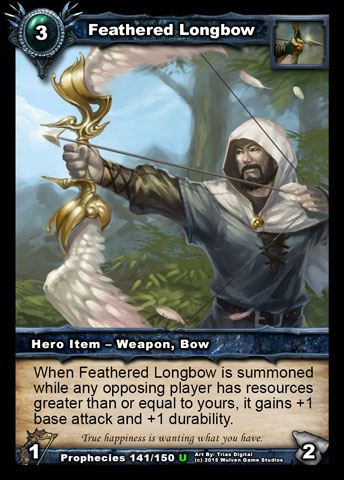 3
Feathered Longbow
Hero Item – Weapon, Bow
When Feathered Longbow is summoned
while any opposing player has resources
greater than or equal to yours, it gains +1
base attack and +1 durability.
True happiness is wanting what you have.
1
Prophecies 141/150 U
Art By: Trias Digital
(c) 2015 Wulven Game Studios
2